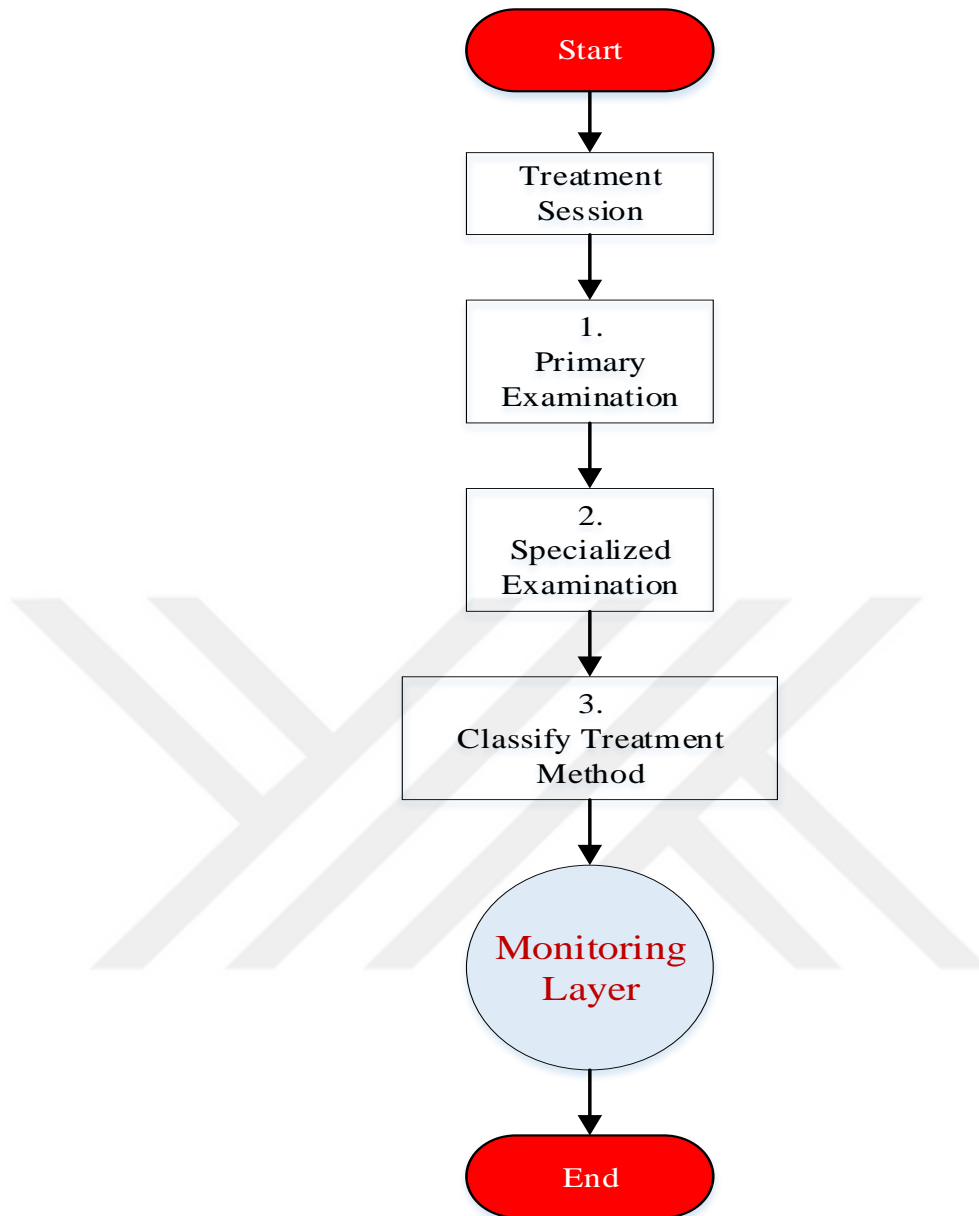 Start
Treatment
Session
1.
Primary
Examination
2.
Specialized
Examination
3.
Classify Treatment
Method
Monitoring
Layer
End